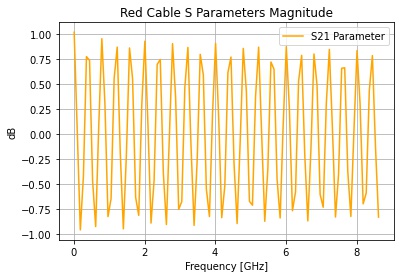 Red Cable S Parameters Magnitude
S21 Parameter
1.00
0.75
0.50
0.25
0.00
−0.25
−0.50
−0.75
−1.00
dB
0 2 4 6 8
Frequency [GHz]